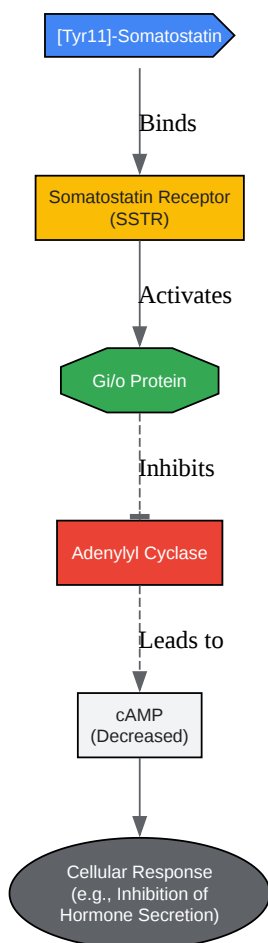 [Tyr11]-Somatostatin
Binds
Somatostatin Receptor
(SSTR)
Activates
Gi/o Protein
Inhibits
Adenylyl Cyclase
Leads to
cAMP
(Decreased)
Cellular Response
(e.g., Inhibition of
Hormone Secretion)